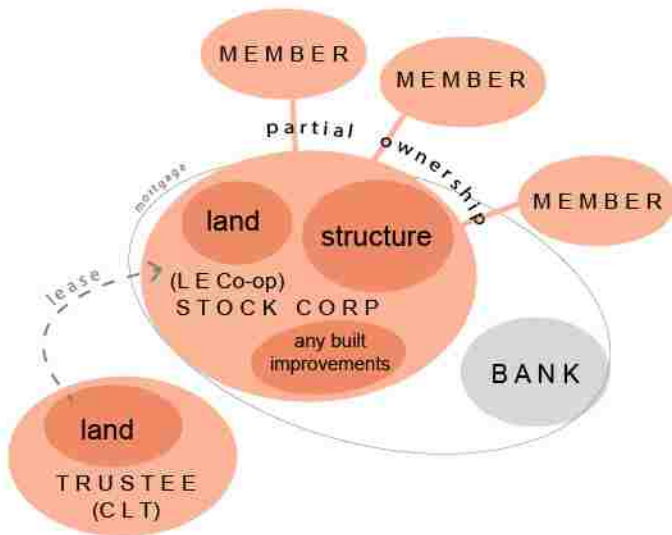 MEMBER
MEMBER
partial ownership
mortgage
MEMBER
land
structure
lease
(LE Co-op)
STOCK CORP
any built
improvements
BANK
land
TRUSTEE
(CLT)